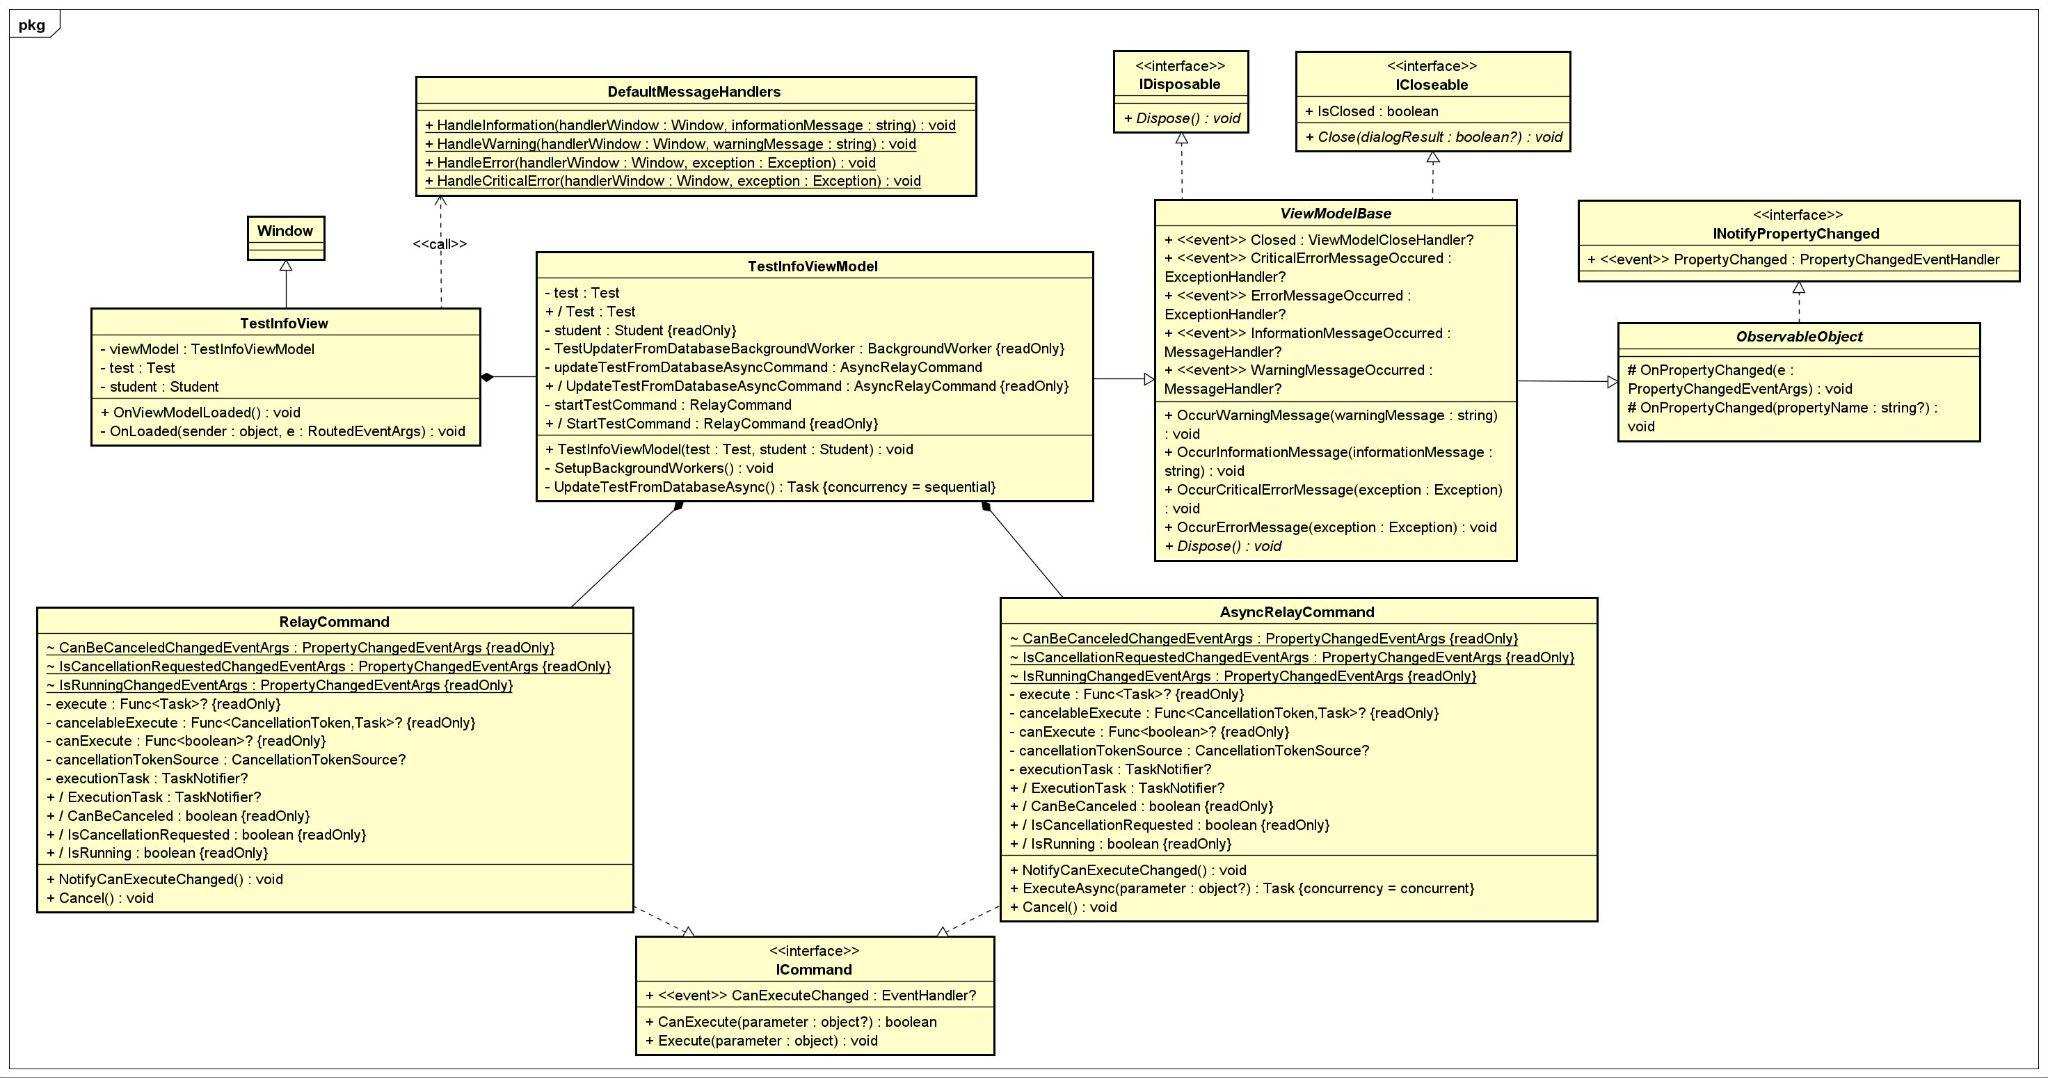 pkg
DefaultMessageHandlers
+ HandleInformation(handlerWindow : Window, informationMessage : string) : void
+ HandleWarning(handlerWindow : Window, warningMessage : string) : void
+ HandleError(handlerWindow : Window, exception : Exception) : void
+ HandleCriticalError(handlerWindow : Window, exception : Exception) : void
<<interface>>
IDisposable
+ Dispose() : void
<<interface>>
ICloseable
+ IsClosed : boolean
+ Close(dialogResult : boolean?) : void
Window
<<call>>
TestInfoView
- viewModel : TestInfoViewModel
- test : Test
- student : Student
+ OnViewModelLoaded() : void
- OnLoaded(sender : object, e : RoutedEventArgs) : void
TestInfoViewModel
- test : Test
+ / Test : Test
- student : Student {readOnly}
- TestUpdaterFromDatabaseBackgroundWorker : BackgroundWorker {readOnly}
- updateTestFromDatabaseAsyncCommand : AsyncRelayCommand
+ / UpdateTestFromDatabaseAsyncCommand : AsyncRelayCommand {readOnly}
- startTestCommand : RelayCommand
+ / StartTestCommand : RelayCommand {readOnly}
+ TestInfoViewModel(test : Test, student : Student) : void
- SetupBackgroundWorkers() : void
- UpdateTestFromDatabaseAsync() : Task {concurrency = sequential}
ViewModelBase
+ <<event>> Closed : ViewModelCloseHandler?
+ <<event>> CriticalErrorMessageOccured :
ExceptionHandler?
+ <<event>> ErrorMessageOccurred :
ExceptionHandler?
+ <<event>> InformationMessageOccurred :
MessageHandler?
+ <<event>> WarningMessageOccurred :
MessageHandler?
+ OccurWarningMessage(warningMessage : string)
: void
+ OccurInformationMessage(informationMessage :
string) : void
+ OccurCriticalErrorMessage(exception : Exception)
: void
+ OccurErrorMessage(exception : Exception) : void
+ Dispose() : void
<<interface>>
INotifyPropertyChanged
+ <<event>> PropertyChanged : PropertyChangedEventHandler
ObservableObject
# OnPropertyChanged(e :
PropertyChangedEventArgs) : void
# OnPropertyChanged(propertyName : string?) :
void
RelayCommand
~ CanBeCanceledChangedEventArgs : PropertyChangedEventArgs {readOnly}
~ IsCancellationRequestedChangedEventArgs : PropertyChangedEventArgs {readOnly}
~ IsRunningChangedEventArgs : PropertyChangedEventArgs {readOnly}
- execute : Func<Task>? {readOnly}
- cancelableExecute : Func<CancellationToken,Task>? {readOnly}
- canExecute : Func<boolean>? {readOnly}
- cancellationTokenSource : CancellationTokenSource?
- executionTask : TaskNotifier?
+ / ExecutionTask : TaskNotifier?
+ / CanBeCanceled : boolean {readOnly}
+ / IsCancellationRequested : boolean {readOnly}
+ / IsRunning : boolean {readOnly}
+ NotifyCanExecuteChanged() : void
+ Cancel() : void
AsyncRelayCommand
~ CanBeCanceledChangedEventArgs : PropertyChangedEventArgs {readOnly}
~ IsCancellationRequestedChangedEventArgs : PropertyChangedEventArgs {readOnly}
~ IsRunningChangedEventArgs : PropertyChangedEventArgs {readOnly}
- execute : Func<Task>? {readOnly}
- cancelableExecute : Func<CancellationToken,Task>? {readOnly}
- canExecute : Func<boolean>? {readOnly}
- cancellationTokenSource : CancellationTokenSource?
- executionTask : TaskNotifier?
+ / ExecutionTask : TaskNotifier?
+ / CanBeCanceled : boolean {readOnly}
+ / IsCancellationRequested : boolean {readOnly}
+ / IsRunning : boolean {readOnly}
+ NotifyCanExecuteChanged() : void
+ ExecuteAsync(parameter : object?) : Task {concurrency = concurrent}
+ Cancel() : void
<<interface>>
ICommand
+ <<event>> CanExecuteChanged : EventHandler?
+ CanExecute(parameter : object?) : boolean
+ Execute(parameter : object) : void